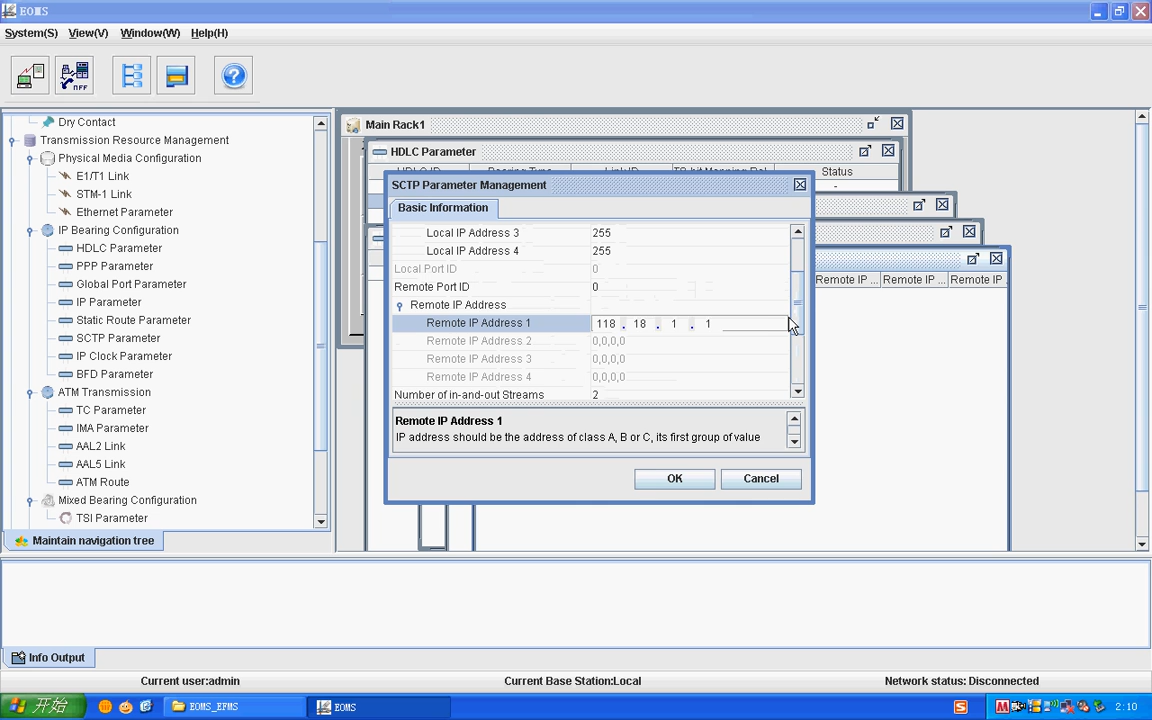 EOMS
System(S) View(V) Window(W) Help(H)
NFF
Dry Contact
Transmission Resource Management
Physical Media Configuration
E1/T1 Link
STM-1 Link
Ethernet Parameter
IP Bearing Configuration
HDLC Parameter
PPP Parameter
Global Port Parameter
IP Parameter
Static Route Parameter
SCTP Parameter
IP Clock Parameter
BFD Parameter
ATM Transmission
TC Parameter
IMA Parameter
AAL2 Link
AAL5 Link
ATM Route
Mixed Bearing Configuration
TSI Parameter
Maintain navigation tree
Main Rack1
HDLC Parameter
Status
-
Remote IP ... Remote IP ... Remote IP
SCTP Parameter Management
Basic Information
Local IP Address 3 255
Local IP Address 4 255
Local Port ID 0
Remote Port ID 0
Remote IP Address
Remote IP Address 1 118 . 18 . 1 . 1
Remote IP Address 2 0,0,0,0
Remote IP Address 3 0,0,0,0
Remote IP Address 4 0,0,0,0
Number of in-and-out Streams 2
Remote IP Address 1
IP address should be the address of class A, B or C, its first group of value
OK Cancel
Info Output
Current user:admin Current Base Station:Local Network status: Disconnected
开始 EOMS_EFMS EOMS 2:10